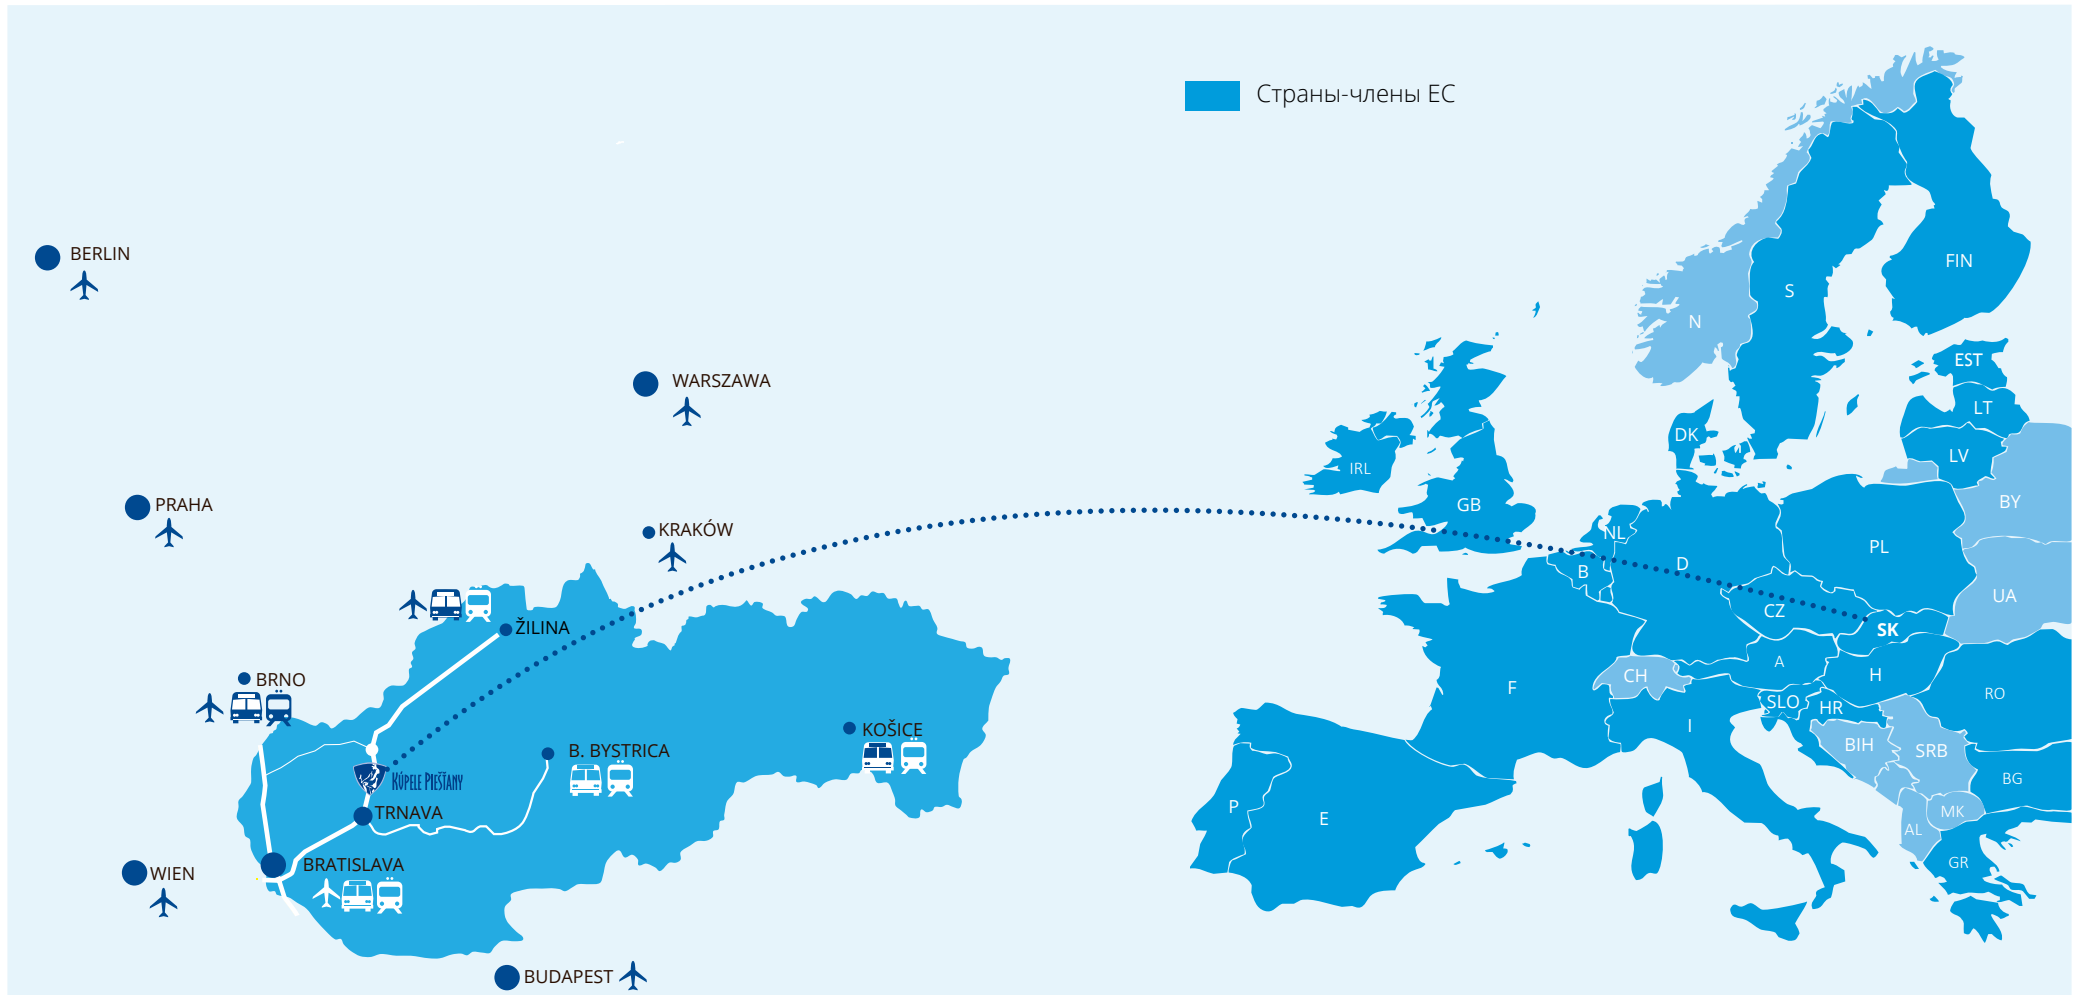 Страны-члены ЕС
BERLIN
WARSZAWA
PRAHA
KRAKÓW
ŽILINA
BRNO
KOŠICE
B. BYSTRICA
KÚPELE PIEŠŤANY
TRNAVA
BRATISLAVA
WIEN
BUDAPEST
FIN
S
N
EST
LT
DK
LV
IRL
GB
BY
NL
PL
D
B
UA
CZ
SK
A
CH
H
F
RO
SLO
HR
I
BIH
SRB
BG
P
E
MK
AL
GR